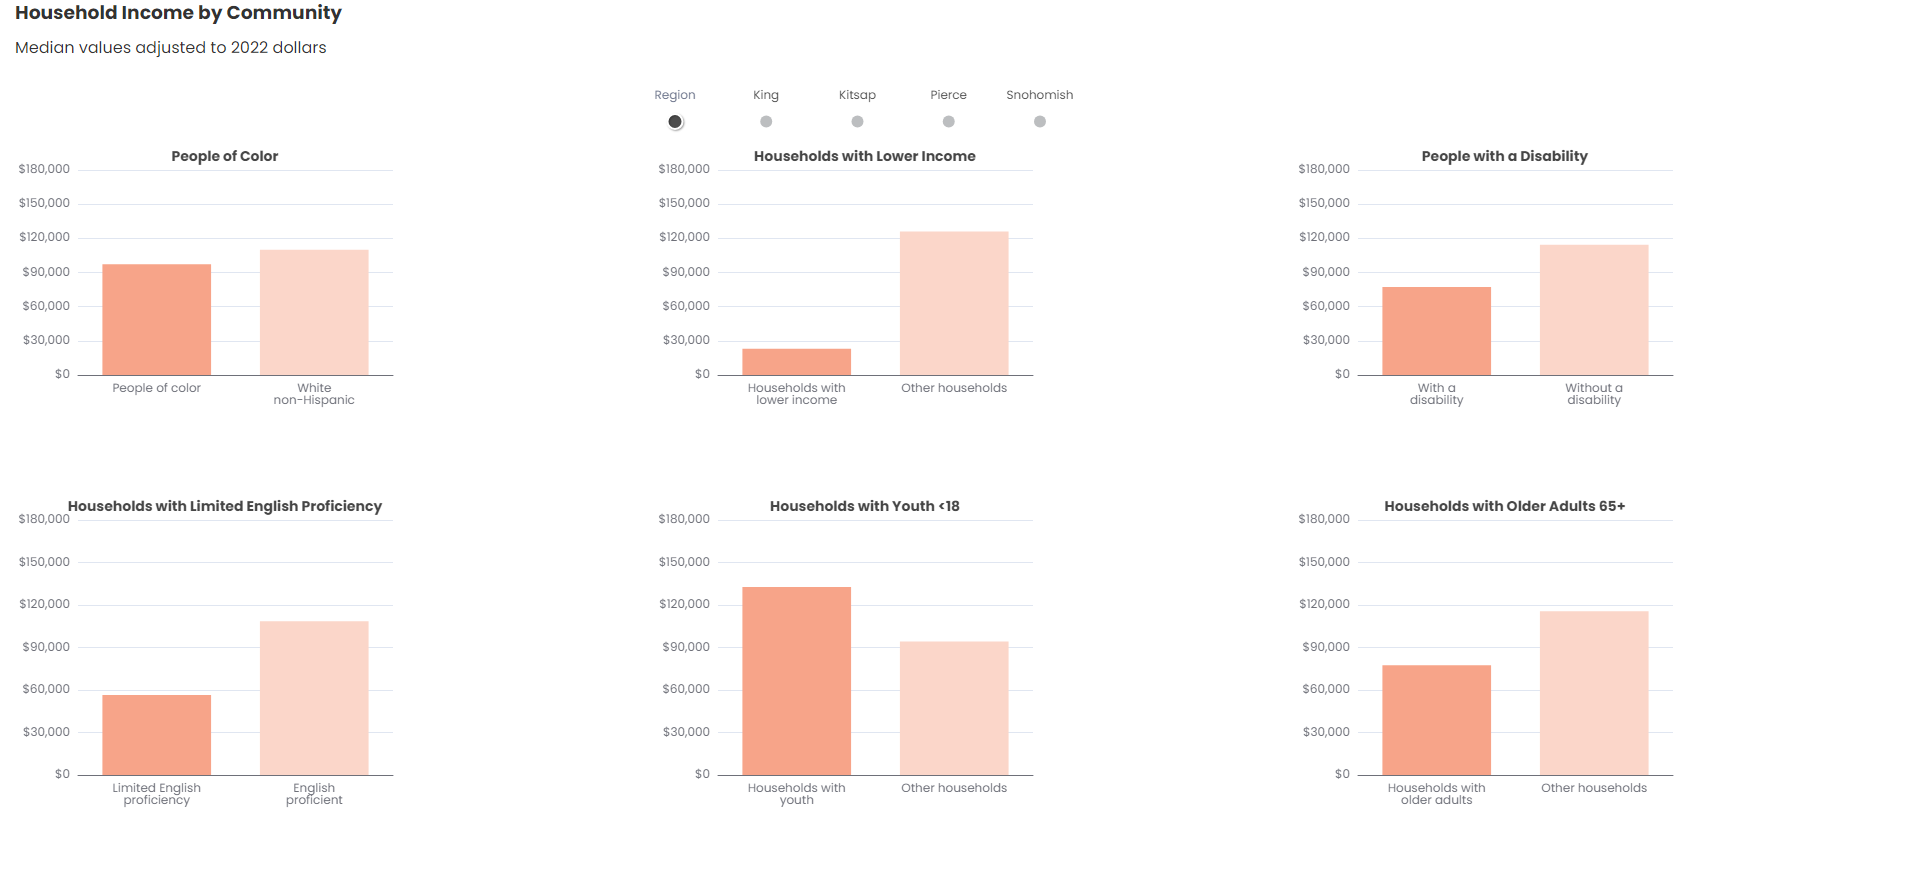 Household Income by Community
Median values adjusted to 2022 dollars
Region King Kitsap Pierce Snohomish
People of Color
$180,000
$150,000
$120,000
$90,000
$60,000
$30,000
$0
People of color
White
non-Hispanic
Households with Lower Income
$180,000
$150,000
$120,000
$90,000
$60,000
$30,000
$0
Households with
lower income
Other households
People with a Disability
$180,000
$150,000
$120,000
$90,000
$60,000
$30,000
$0
With a
disability
Without a
disability
Households with Limited English Proficiency
$180,000
$150,000
$120,000
$90,000
$60,000
$30,000
$0
Limited English
proficiency
English
proficient
Households with Youth <18
$180,000
$150,000
$120,000
$90,000
$60,000
$30,000
$0
Households with
youth
Other households
Households with Older Adults 65+
$180,000
$150,000
$120,000
$90,000
$60,000
$30,000
$0
Households with
older adults
Other households